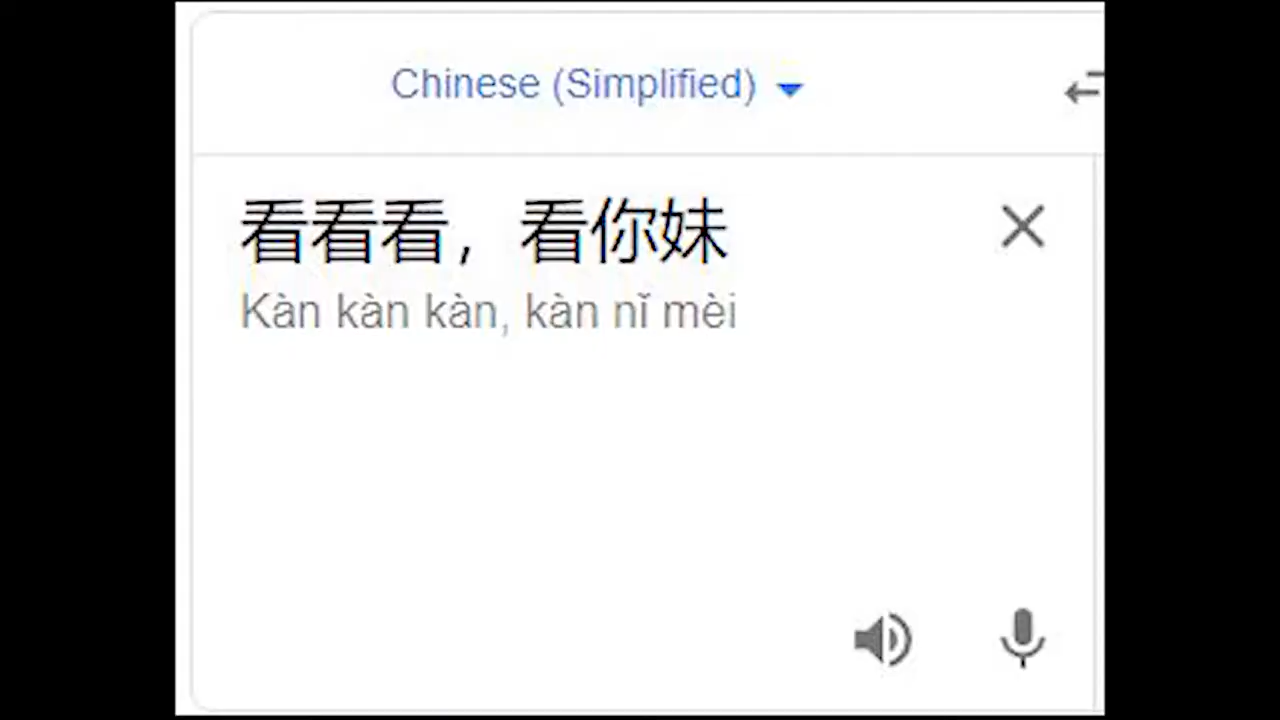 Chinese (Simplified)
看看看，看你妹
Kàn kàn kàn, kàn nǐ mèi